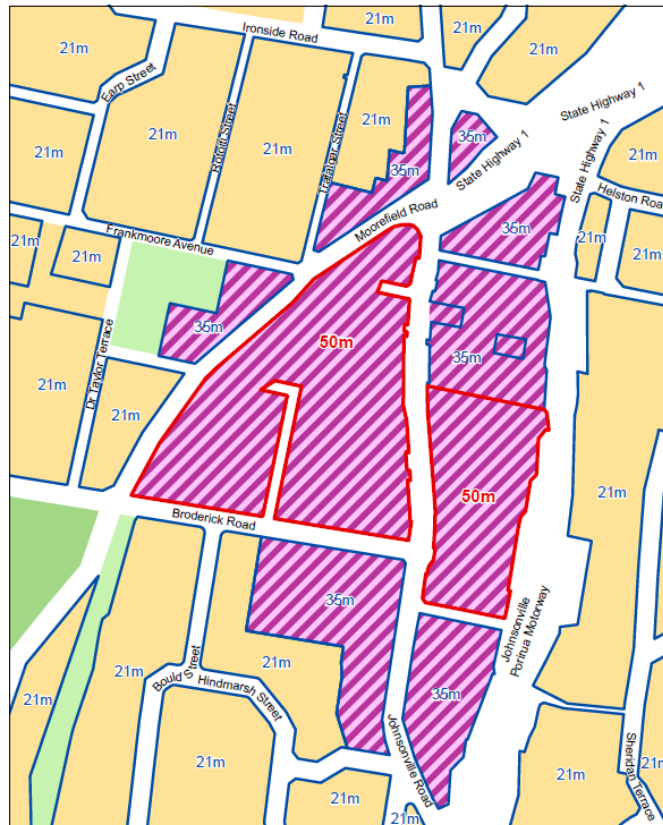 21m
Ironside Road
21m
21m
21m
State Highway 1
Earp Street
21m
21m
Rotoiti Street
21m
Trafalgar Street
21m
35m
State Highway 1
State Highway 1
21m
21m
35m
Helston Road
Moorefield Road
35m
Frankmoore Avenue
21m
21m
21m
21m
35m
50m
35m
Dr Taylor Terrace
21m
21m
50m
21m
Broderick Road
35m
Johnsonville
Porirua Motorway
21m
Bould Street
21m
Hindmarsh Street
35m
21m
21m
Johnsonville Road
21m
Sheridan Terrace
21m
21m
21m